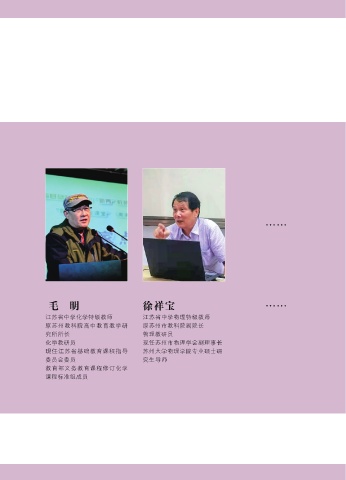 ......
毛 明
江苏省中学化学特级教师
原苏州教科院高中教育教学研
究所所长
化学教研员
现任江苏省基础教育课程指导
委员会委员
教育部义务教育课程修订化学
课程标准组成员
徐祥宝
江苏省中学物理特级教师
原苏州市教科院副院长
物理教研员
现任苏州市物理学会副理事长
苏州大学物理学院专业硕士研
究生导师
......